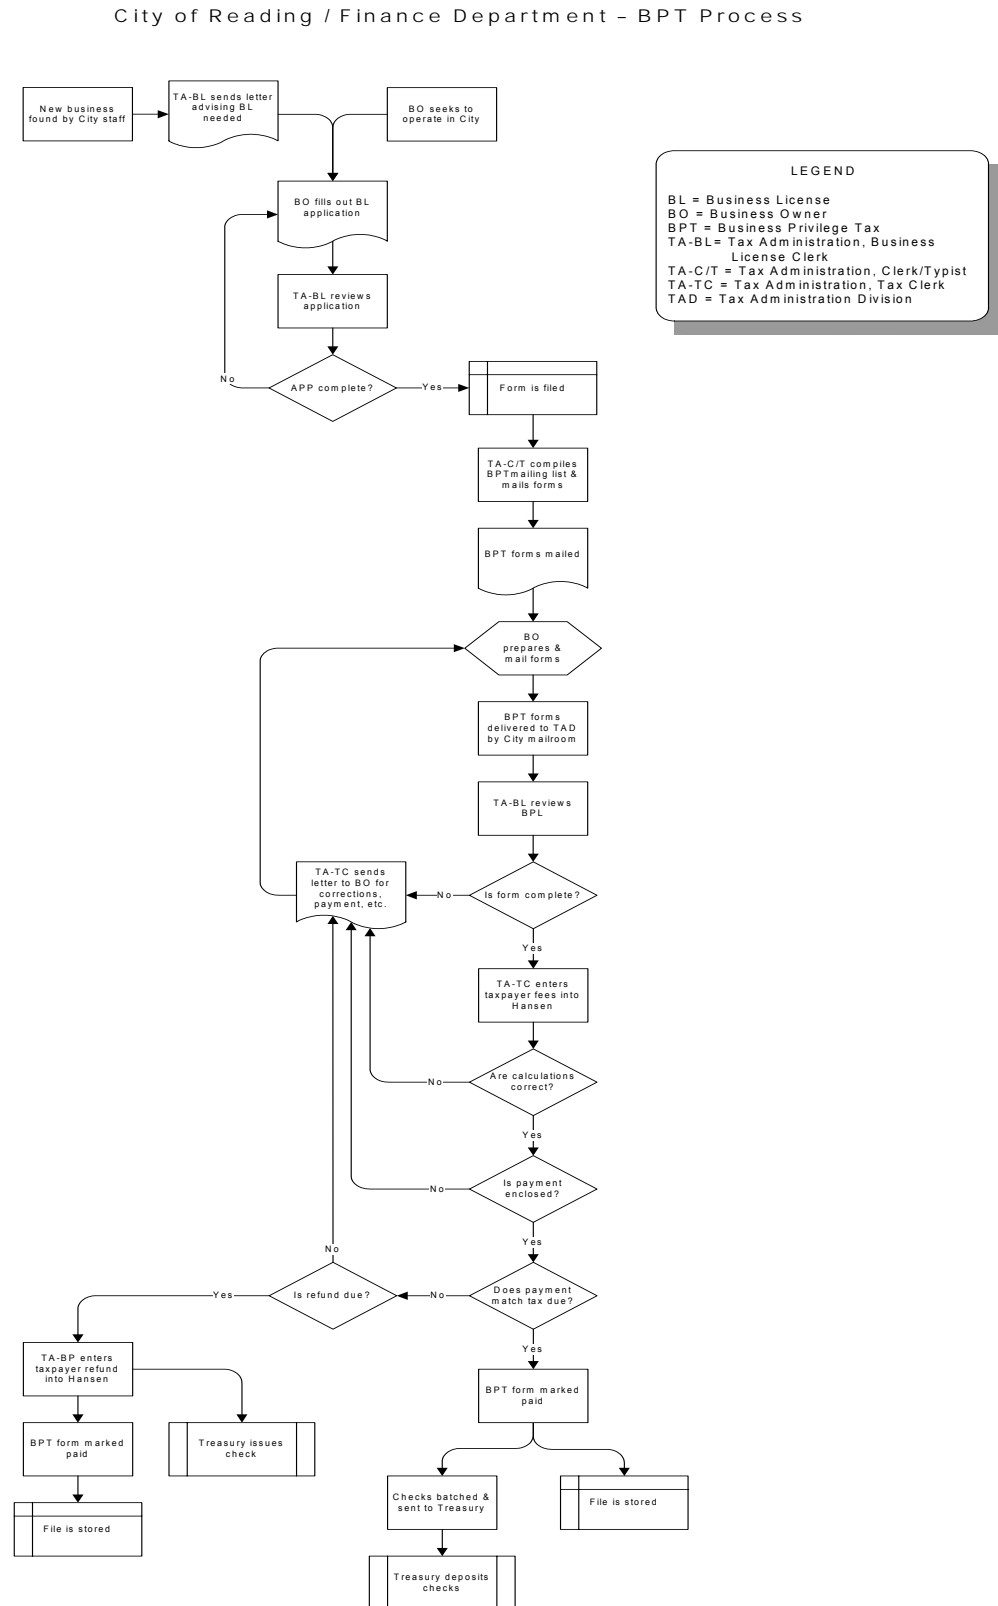 City of Reading / Finance Department – BPT Process
New business
found by City staff
TA-BL sends letter
advising BL
needed
BO seeks to
operate in City
LEGEND
BL = Business License
BO = Business Owner
BPT = Business Privilege Tax
TA-BL= Tax Administration, Business
License Clerk
TA-C/T = Tax Administration, Clerk/Typist
TA-TC = Tax Administration, Tax Clerk
TAD = Tax Administration Division
BO fills out BL
application
TA-BL reviews
application
No
APP complete?
Yes
Form is filed
TA-C/T compiles
BPTmailing list &
mails forms
BPT forms mailed
BO
prepares &
mail forms
BPT forms
delivered to TAD
by City mailroom
TA-BL reviews
BPL
TA-TC sends
letter to BO for
corrections,
payment, etc.
No
Is form complete?
Yes
TA-TC enters
taxpayer fees into
Hansen
No
Are calculations
correct?
Yes
No
Is payment
enclosed?
Yes
No
Yes
Is refund due?
No
Does payment
match tax due?
Yes
TA-BP enters
taxpayer refund
into Hansen
BPT form marked
paid
BPT form marked
paid
Treasury issues
check
File is stored
Checks batched &
sent to Treasury
File is stored
Treasury deposits
checks